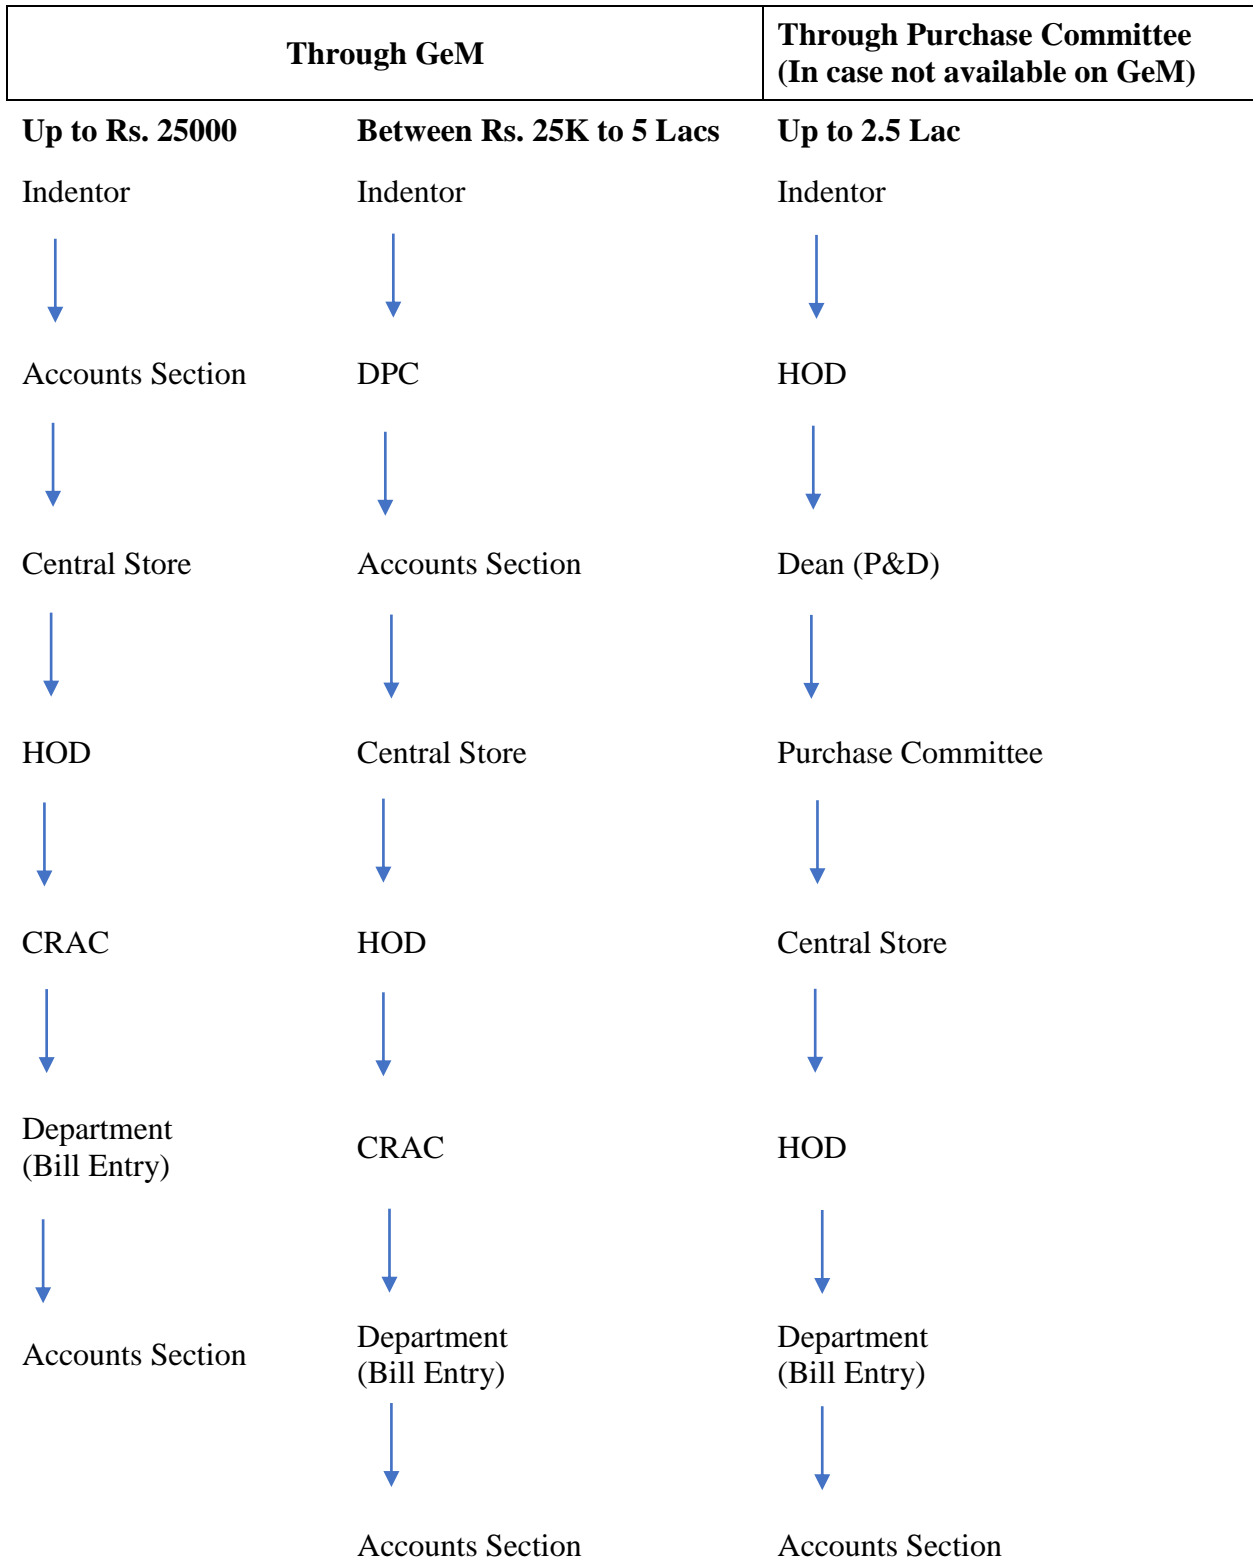 Through GeM
Through Purchase Committee
(In case not available on GeM)
Up to Rs. 25000
Indentor
Accounts Section
Central Store
HOD
CRAC
Department
(Bill Entry)
Accounts Section
Between Rs. 25K to 5 Lacs
Indentor
DPC
Accounts Section
Central Store
HOD
CRAC
Department
(Bill Entry)
Accounts Section
Up to 2.5 Lac
Indentor
HOD
Dean (P&D)
Purchase Committee
Central Store
HOD
Department
(Bill Entry)
Accounts Section